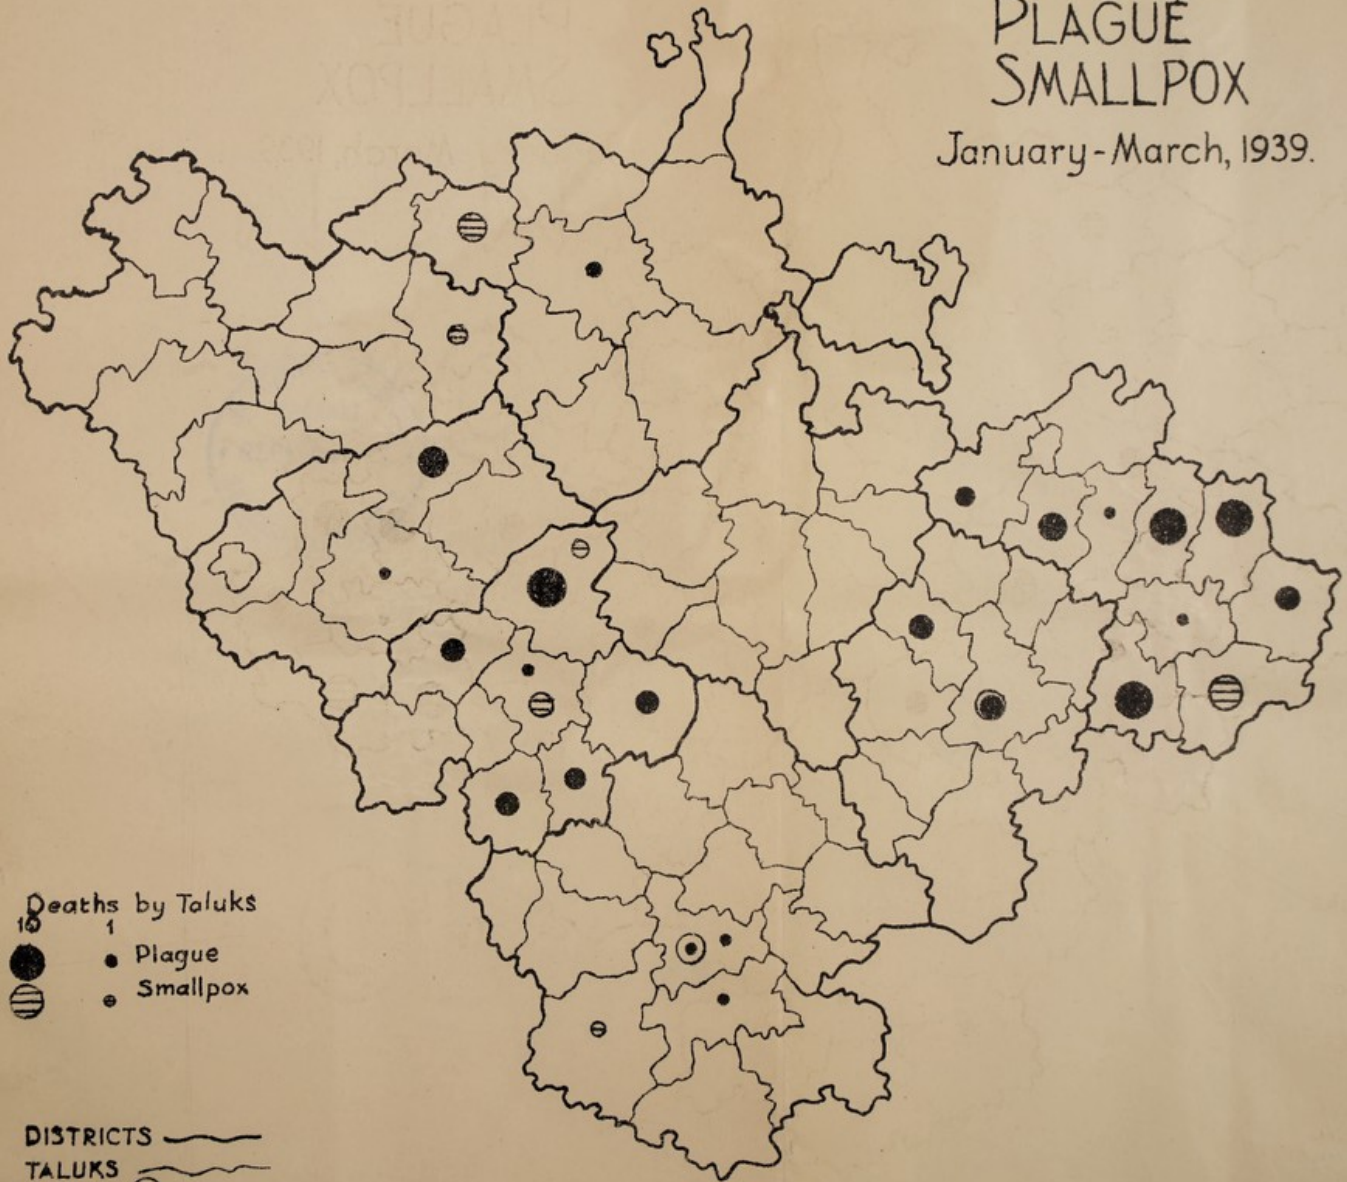 PLAGUE
SMALLPOX
January-March, 1939.
Deaths by Taluks
10 1
Plague
Smallpox
DISTRICTS
TALUKS